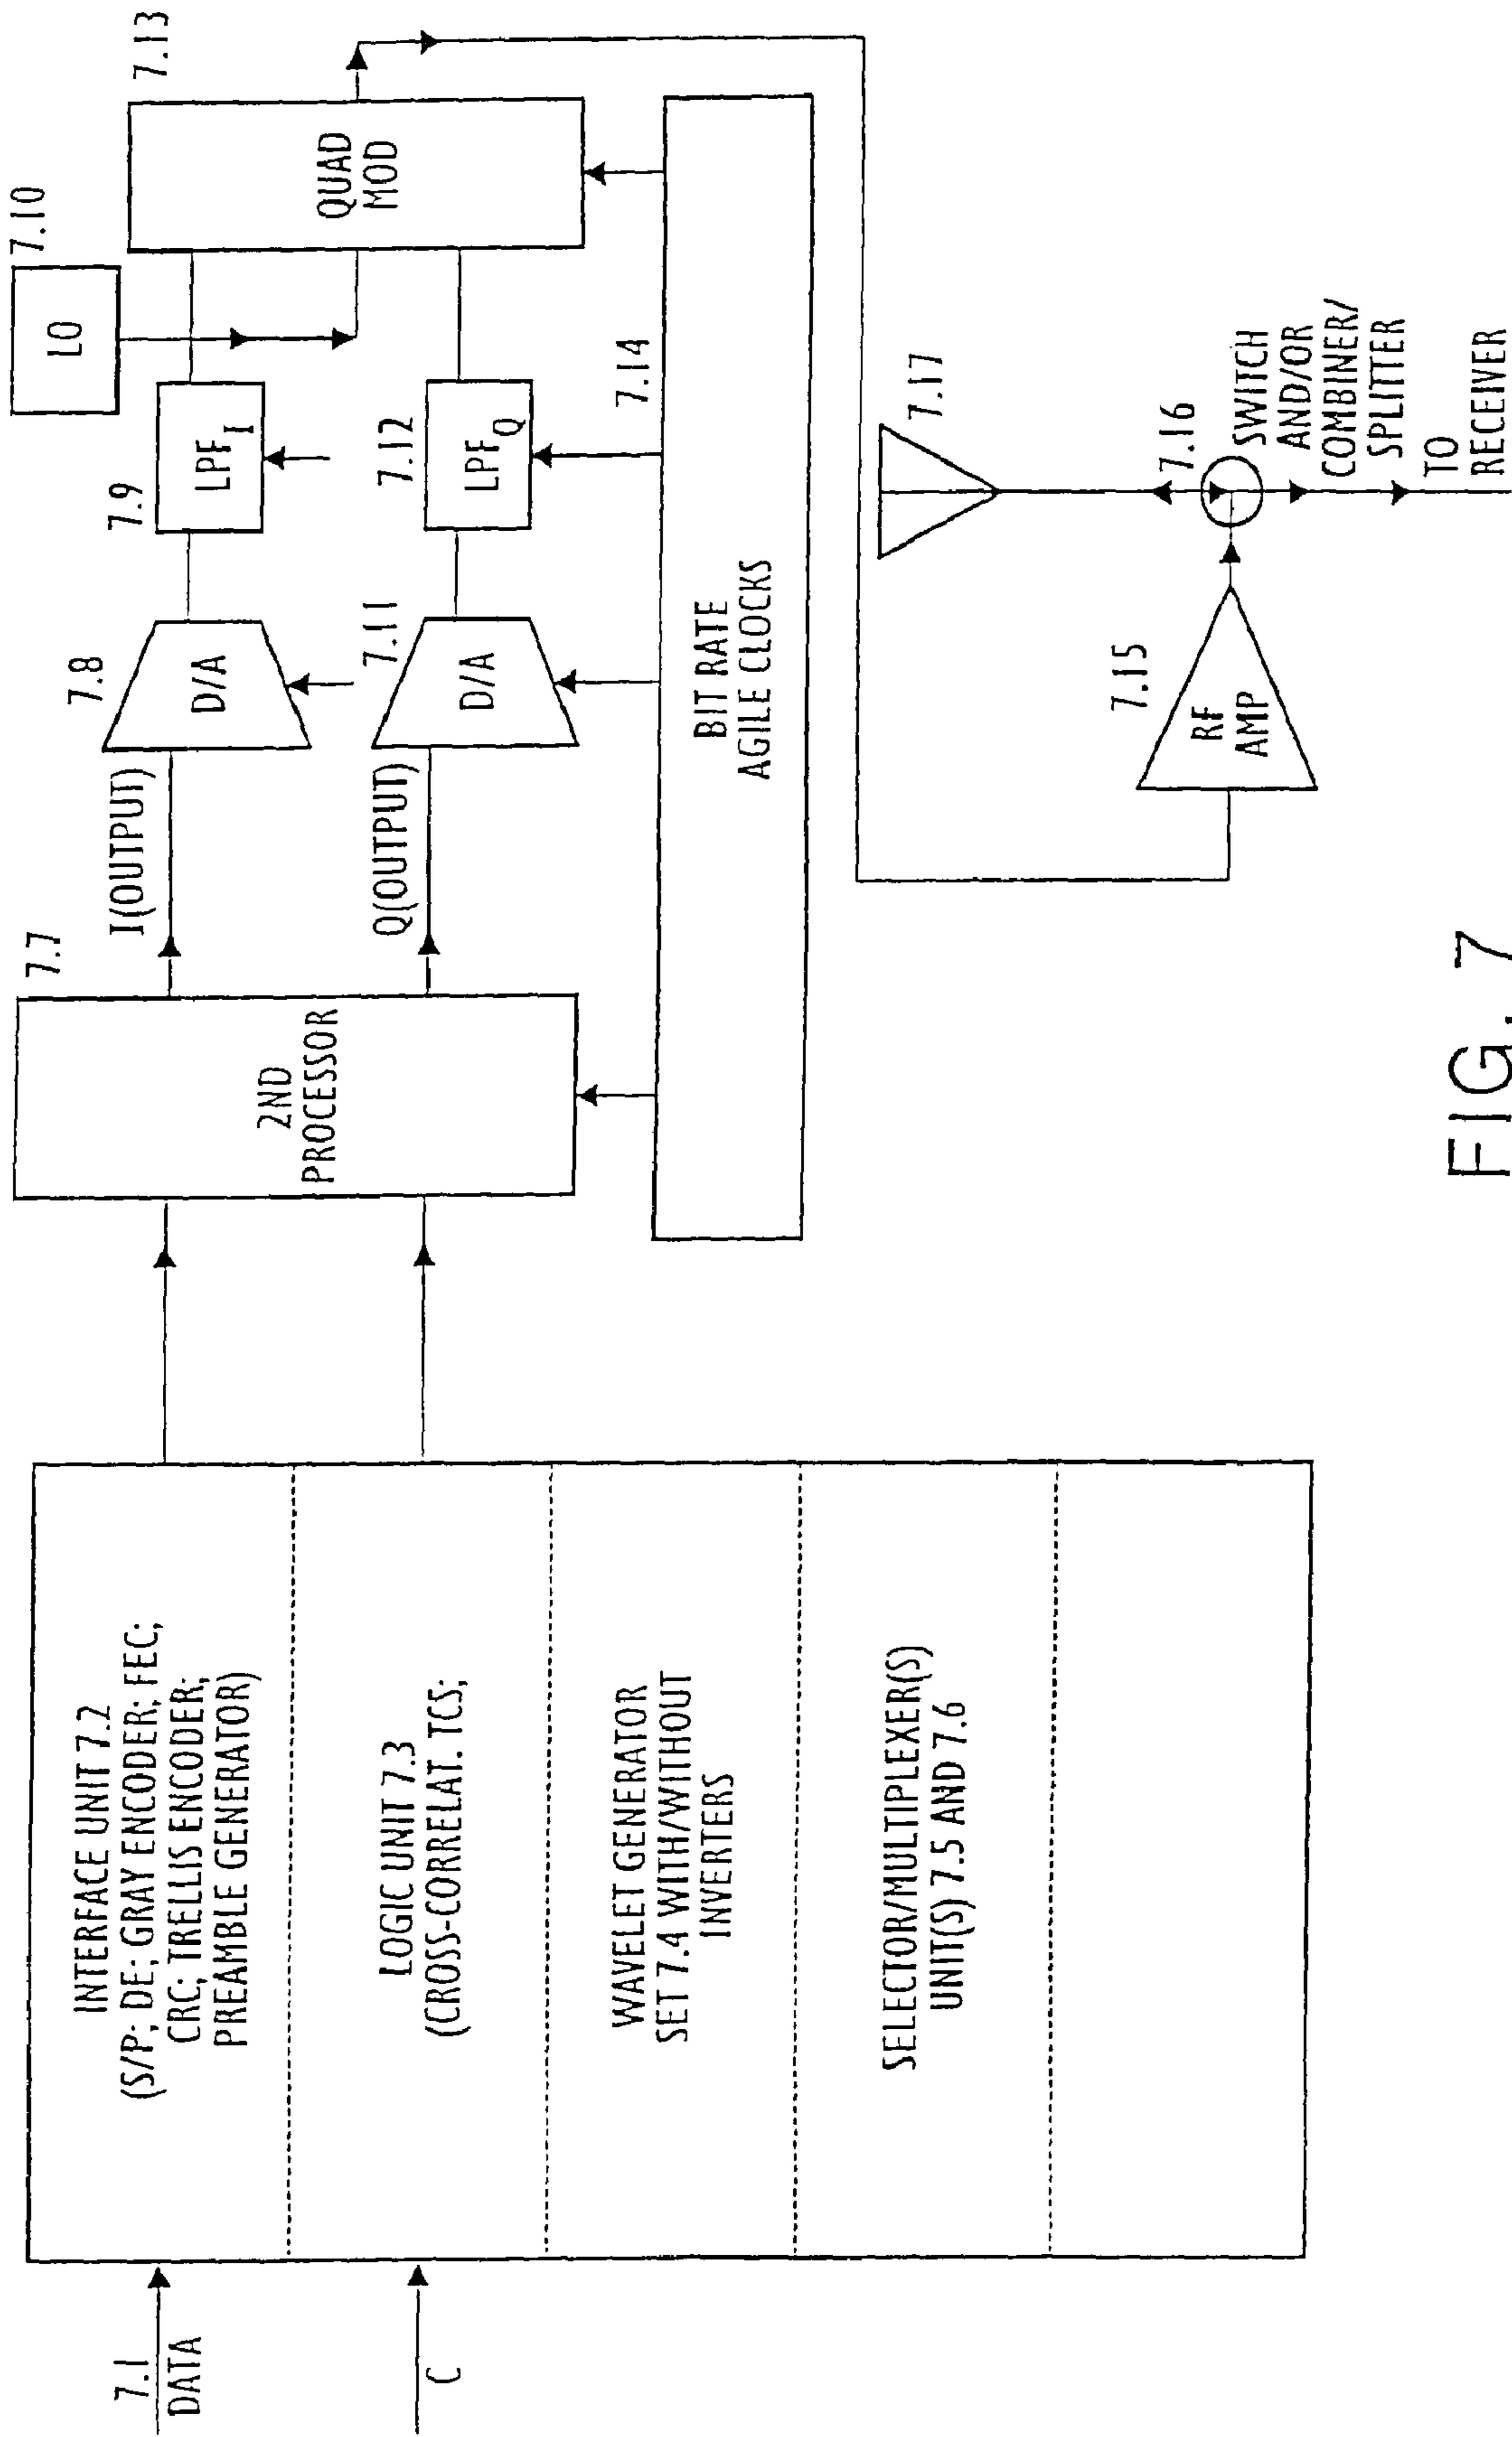 7.1
DATA
C
INTERFACE UNIT 7.2
(S/P; DE; GRAY ENCODER; FEC;
CRC; TRELLIS ENCODER;
PREAMBLE GENERATOR)
LOGIC UNIT 7.3
(CROSS-CORRELAT. TCS;
WAVELET GENERATOR
SET 7.4 WITH/WITHOUT
INVERTERS
SELECTOR/MULTIPLEXER(S)
UNIT(S) 7.5 AND 7.6
7.7
2ND
PROCESSOR
I(OUTPUT)
Q(OUTPUT)
7.8
D/A
7.11
D/A
7.9
LPF I
7.12
LPF Q
7.10
LO
7.13
QUAD
MOD
7.14
BIT RATE
AGILE CLOCKS
7.15
RF
AMP
7.17
7.16
SWITCH
AND/OR
COMBINER/
SPLITTER
TO
RECEIVER
FIG. 7